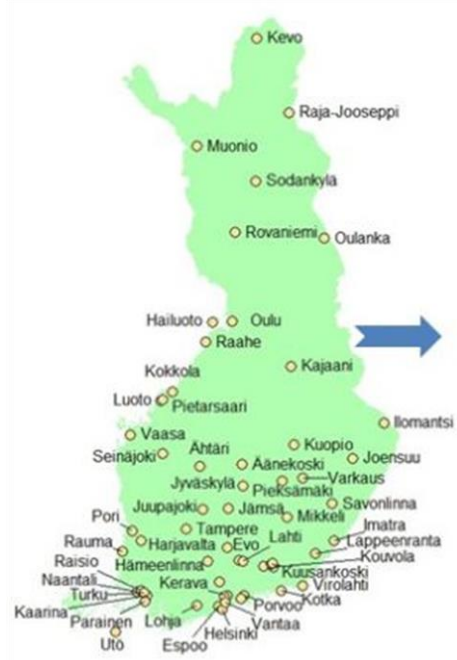 Kevo
Raja-Jooseppi
Muonio
Sodankylä
Rovaniemi
Oulanka
Hailuoto
Oulu
Raahe
Kajaani
Kokkola
Luoto
Pietarsaari
Ilomantsi
Vaasa
Ähtäri
Kuopio
Seinäjoki
Äänekoski
Joensuu
Jyväskylä
Varkaus
Pieksämäki
Juupajoki
Jämsä
Savonlinna
Mikkeli
Pori
Tampere
Imatra
Rauma
Harjavalta
Evo
Lahti
Lappeenranta
Raisio
Hämeenlinna
Kouvola
Naantali
Kuusankoski
Turku
Kerava
Virolahti
Kaarina
Porvoo
Kotka
Parainen
Lohja
Vantaa
Utö
Espoo
Helsinki